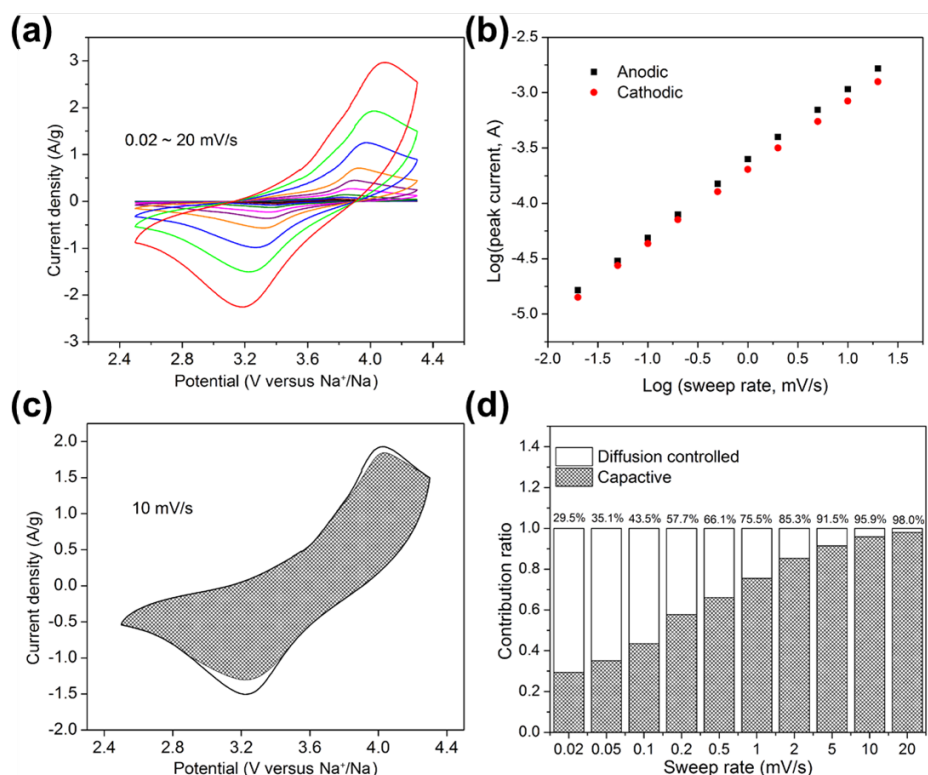 (a)
3
2
1
0
-1
-2
-3
Current density (A/g)
0.02 ~ 20 mV/s
2.4 2.8 3.2 3.6 4.0 4.4
Potential (V versus Na⁺/Na)
(b)
-2.5
-3.0
-3.5
-4.0
-4.5
-5.0
Log(peak current, A)
Anodic
Cathodic
-2.0 -1.5 -1.0 -0.5 0.0 0.5 1.0 1.5
Log (sweep rate, mV/s)
(c)
2.0
1.5
1.0
0.5
0.0
-0.5
-1.0
-1.5
-2.0
Current density (A/g)
10 mV/s
2.4 2.8 3.2 3.6 4.0 4.4
Potential (V versus Na⁺/Na)
(d)
1.4
1.2
1.0
0.8
0.6
0.4
0.2
0.0
Contribution ratio
Diffusion controlled
Capactive
29.5% 35.1% 43.5% 57.7% 66.1% 75.5% 85.3% 91.5% 95.9% 98.0%
0.02 0.05 0.1 0.2 0.5 1 2 5 10 20
Sweep rate (mV/s)